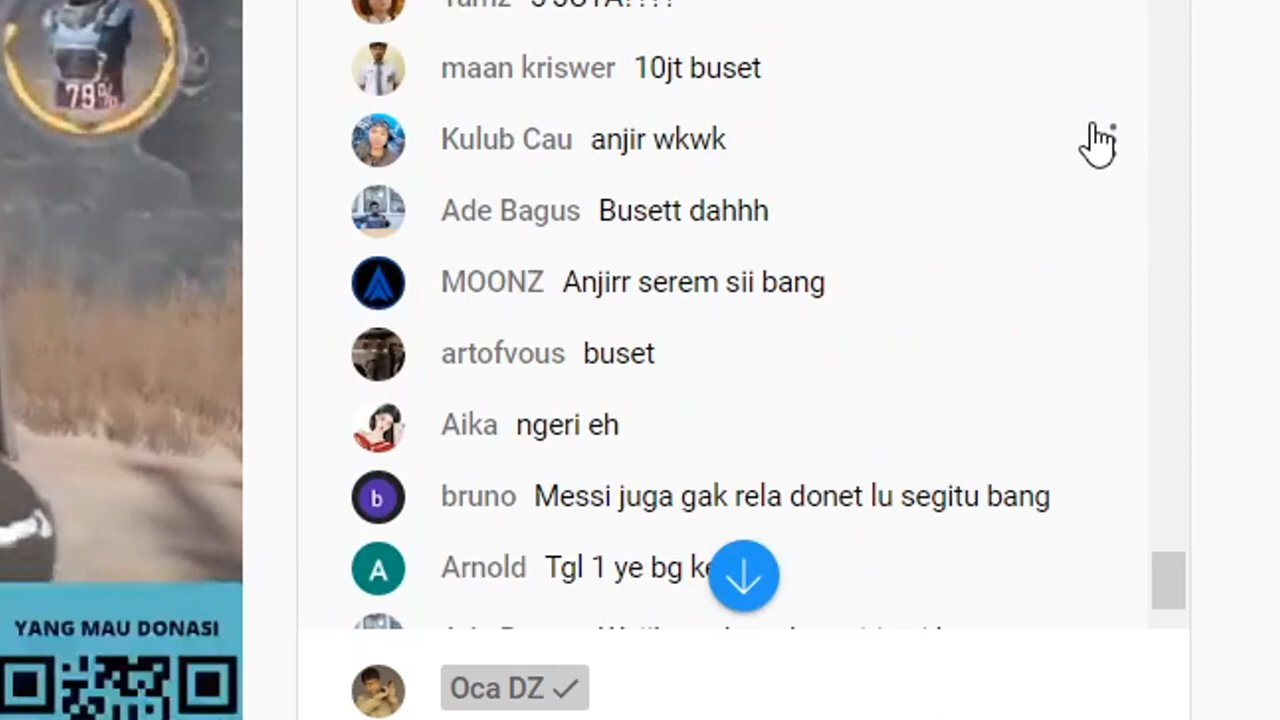 79%
maan kriswer 10jt buset
Kulub Cau anjir wkwk
Ade Bagus Busett dahhh
MOONZ Anjirr serem sii bang
artofvous buset
Aika ngeri eh
b
bruno Messi juga gak rela donet lu segitu bang
A
Arnold Tgl 1 ye bg
YANG MAU DONASI
Oca DZ